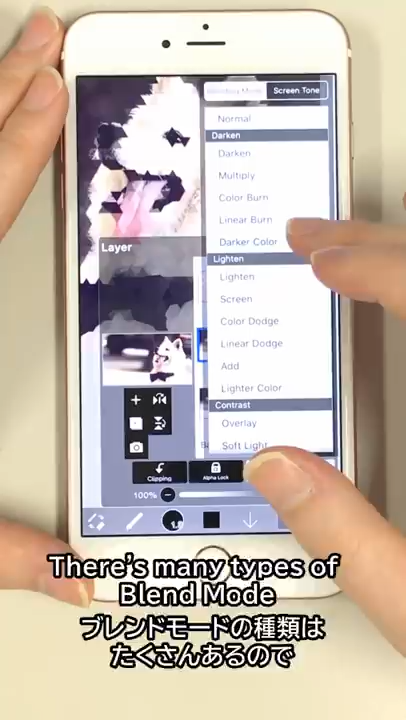 Blending Mode Screen Tone
Normal
Darken
Darken
Multiply
Color Burn
Linear Burn
Darker Color
Lighten
Lighten
Screen
Color Dodge
Linear Dodge
Add
Lighter Color
Contrast
Overlay
Soft Light
Layer
Clipping
Alpha Lock
100%
There's many types of
Blend Mode
ブレンドモードの種類は
たくさんあるので